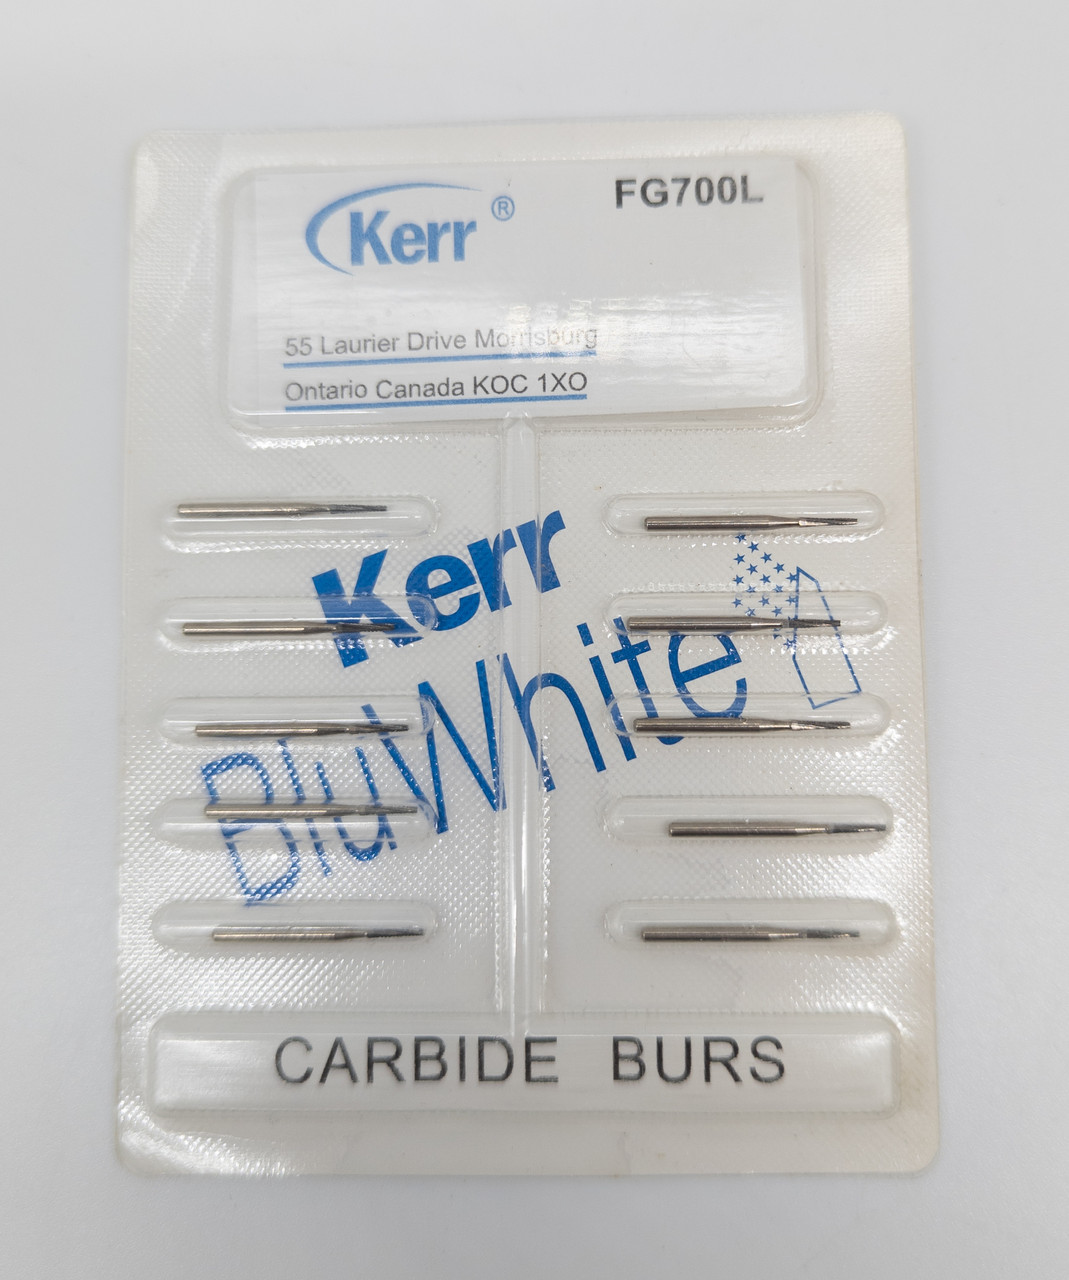 Kerr ®
FG700L
55 Laurier Drive Morrisburg
Ontario Canada KOC 1XO
Kerr
BluWhite
CARBIDE BURS